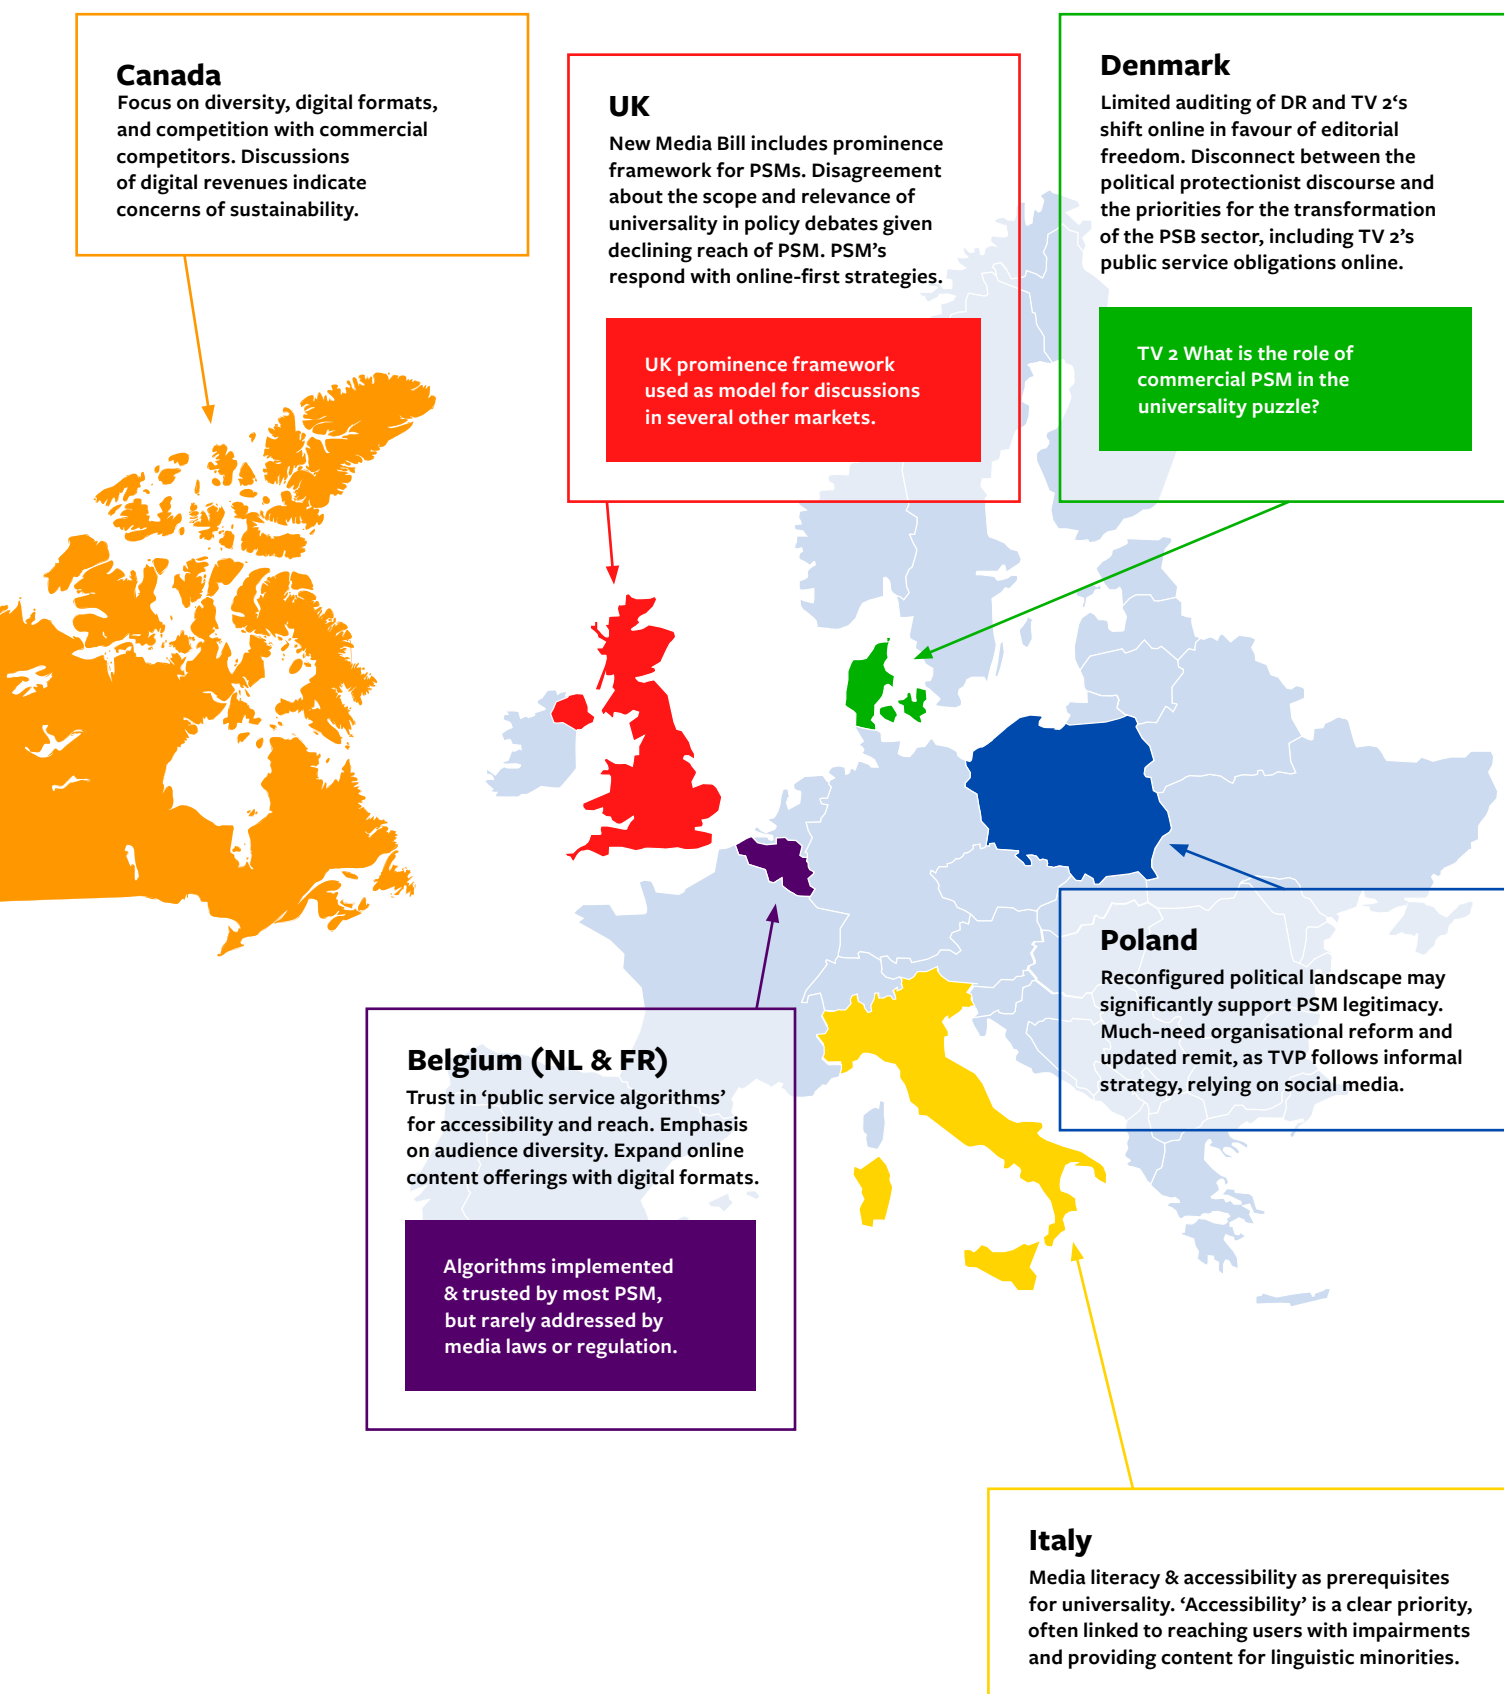 Canada
Focus on diversity, digital formats,
and competition with commercial
competitors. Discussions
of digital revenues indicate
concerns of sustainability.
UK
New Media Bill includes prominence
framework for PSMs. Disagreement
about the scope and relevance of
universality in policy debates given
declining reach of PSM. PSM’s
respond with online-first strategies.
UK prominence framework
used as model for discussions
in several other markets.
Denmark
Limited auditing of DR and TV 2‘s
shift online in favour of editorial
freedom. Disconnect between the
political protectionist discourse and
the priorities for the transformation
of the PSB sector, including TV 2’s
public service obligations online.
TV 2 What is the role of
commercial PSM in the
universality puzzle?
Poland
Reconfigured political landscape may
significantly support PSM legitimacy.
Much-need organisational reform and
updated remit, as TVP follows informal
strategy, relying on social media.
Belgium (NL & FR)
Trust in ‘public service algorithms’
for accessibility and reach. Emphasis
on audience diversity. Expand online
content offerings with digital formats.
Algorithms implemented
& trusted by most PSM,
but rarely addressed by
media laws or regulation.
Italy
Media literacy & accessibility as prerequisites
for universality. ‘Accessibility’ is a clear priority,
often linked to reaching users with impairments
and providing content for linguistic minorities.